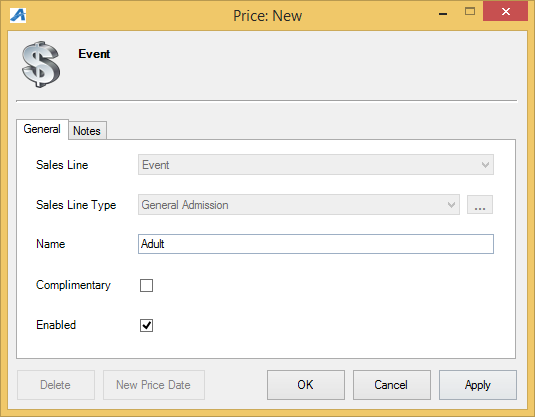 Price: New
Event
General
Notes
Sales Line
Event
Sales Line Type
General Admission
...
Name
Adult
Complimentary
Enabled
Delete
New Price Date
OK
Cancel
Apply